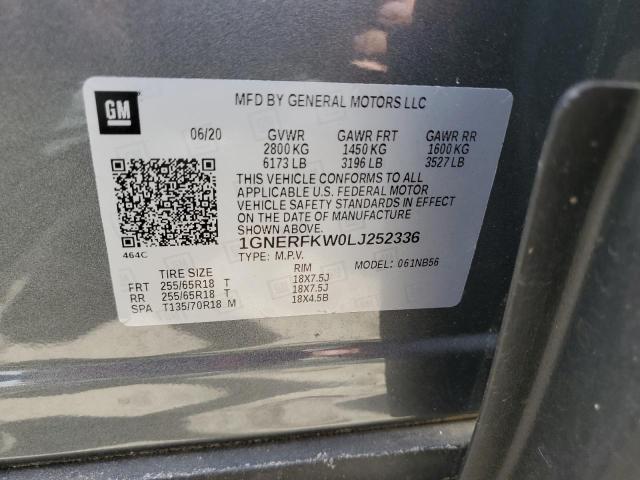 GM
MFD BY GENERAL MOTORS LLC
06/20 GVWR GAWR FRT GAWR RR
2800 KG 1450 KG 1600 KG
6173 LB 3196 LB 3527 LB
THIS VEHICLE CONFORMS TO ALL
APPLICABLE U.S. FEDERAL MOTOR
VEHICLE SAFETY STANDARDS IN EFFECT
ON THE DATE OF MANUFACTURE
SHOWN ABOVE.
1GNERFKW0LJ252336
464C TYPE: M.P.V. MODEL: 061NB56
TIRE SIZE RIM
FRT 255/65R18 T 18X7.5J
RR 255/65R18 T 18X7.5J
SPA T135/70R18 M 18X4.5B